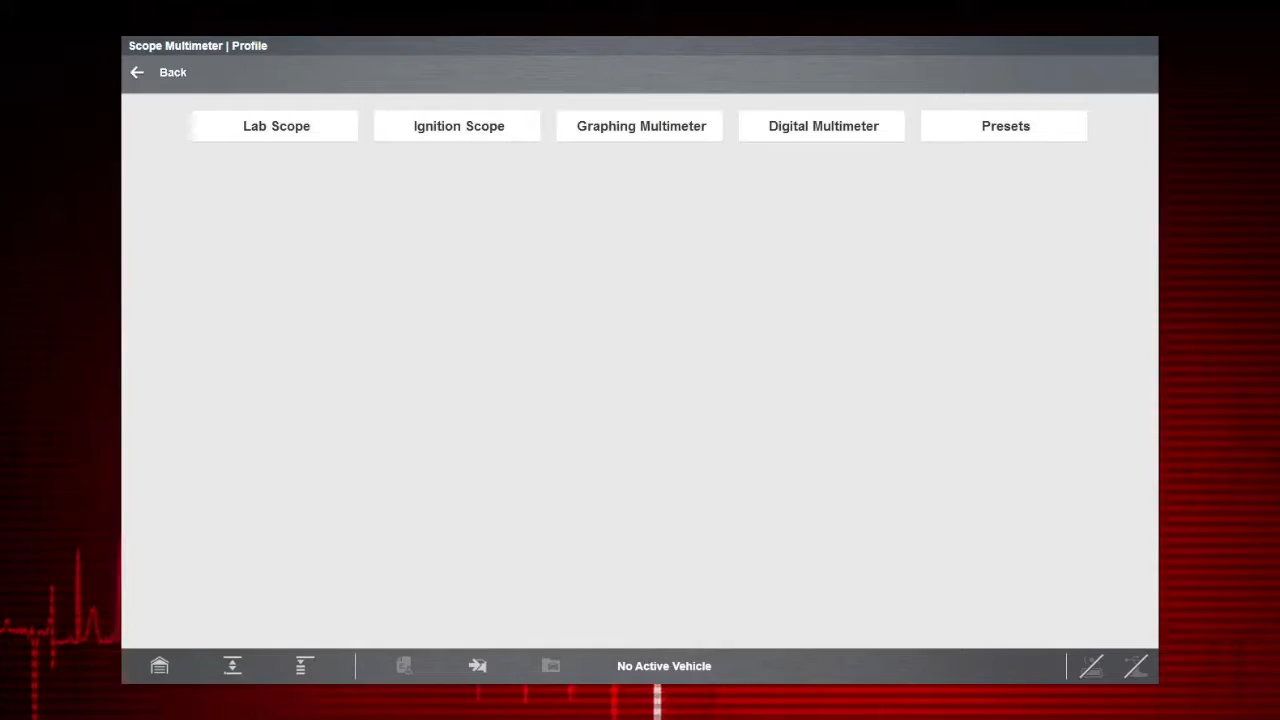 Scope Multimeter | Profile
Back
Lab Scope
Ignition Scope
Graphing Multimeter
Digital Multimeter
Presets
No Active Vehicle